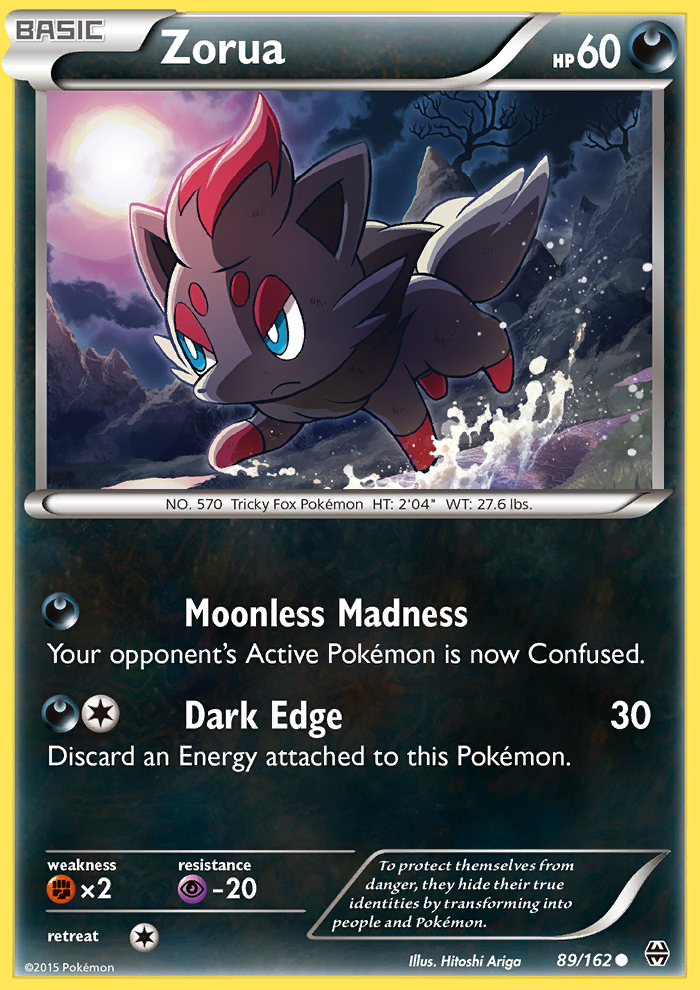 BASIC
Zorua
HP60
NO. 570 Tricky Fox Pokémon HT: 2'04" WT: 27.6 lbs.
Moonless Madness
Your opponent's Active Pokémon is now Confused.
Dark Edge 30
Discard an Energy attached to this Pokémon.
weakness resistance
×2 -20
retreat
To protect themselves from
danger, they hide their true
identities by transforming into
people and Pokémon.
Illus. Hitoshi Ariga 89/162
©2015 Pokémon